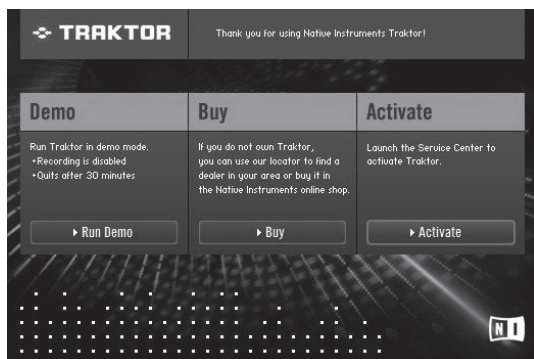 TRAKTOR
Thank you for using Native Instruments Traktor!
Demo
Run Traktor in demo mode.
•Recording is disabled
•Quits after 30 minutes
Run Demo
Buy
If you do not own Traktor,
you can use our locator to find a
dealer in your area or buy it in
the Native Instruments online shop.
Buy
Activate
Launch the Service Center to
activate Traktor.
Activate
NI